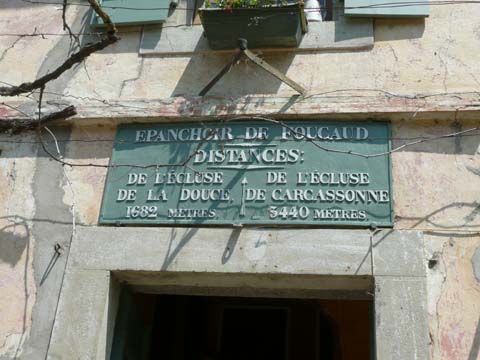 EPANCHOIR DE FOUCAUD
DISTANCES:
DE L'ÉCLUSE DE L'ÉCLUSE
DE LA DOUCE DE CARCASSONNE
1682 MÈTRES 3440 MÈTRES